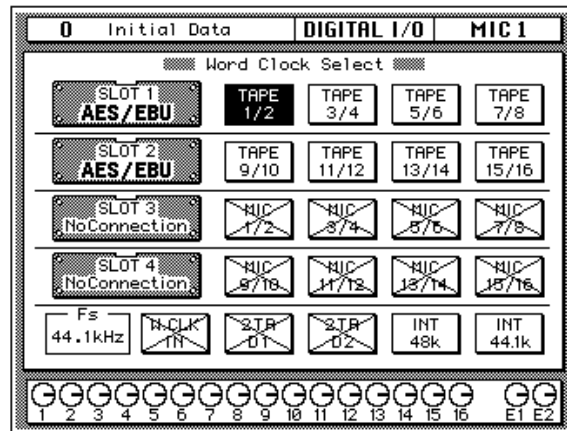 0 Initial Data DIGITAL I/O MIC 1
Word Clock Select
SLOT 1
AES/EBU
TAPE 1/2
TAPE 3/4
TAPE 5/6
TAPE 7/8
SLOT 2
AES/EBU
TAPE 9/10
TAPE 11/12
TAPE 13/14
TAPE 15/16
SLOT 3
NoConnection
MIC 1/2
MIC 3/4
MIC 5/6
MIC 7/8
SLOT 4
NoConnection
MIC 9/10
MIC 11/12
MIC 13/14
MIC 15/16
Fs
44.1kHz
W.CLK IN
2TR D1
2TR D2
INT 48k
INT 44.1k
1 2 3 4 5 6 7 8 9 10 11 12 13 14 15 16 E1 E2